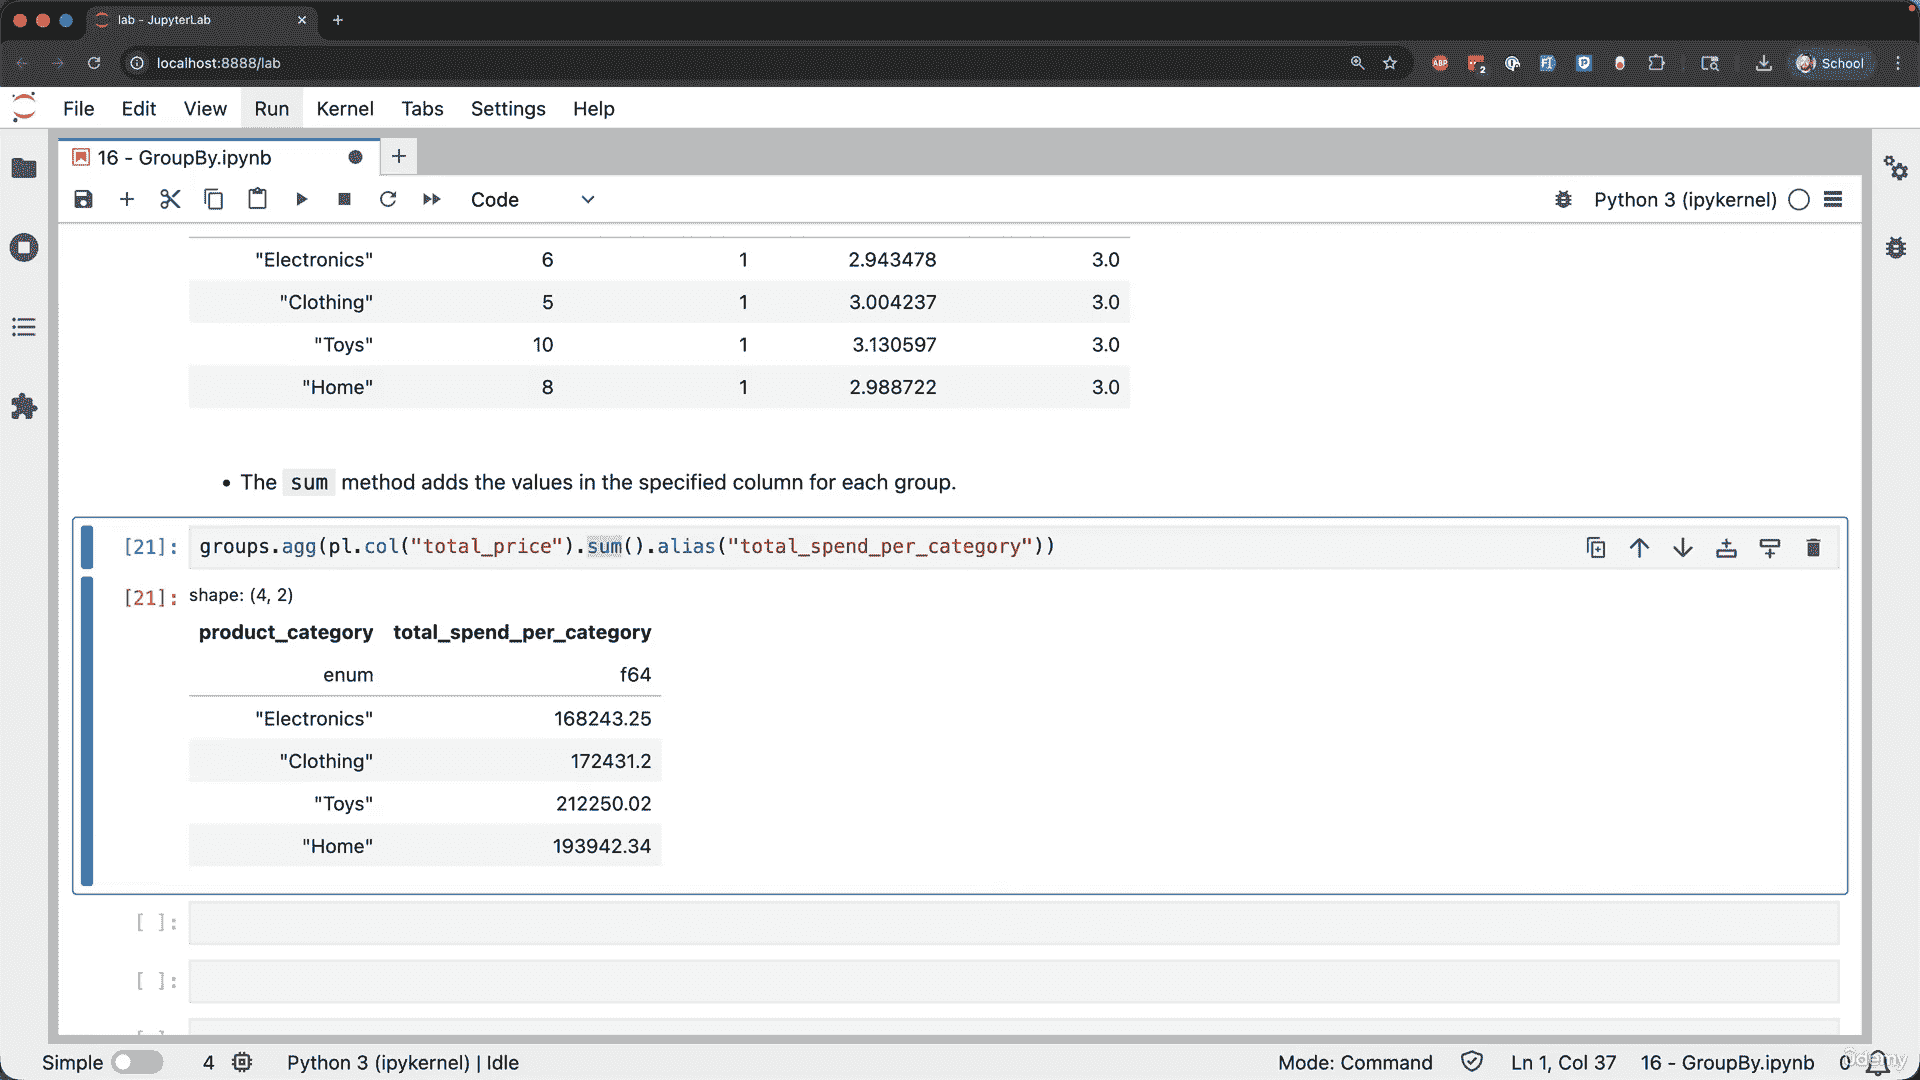 lab - JupyterLab
localhost:8888/lab
ABP
2
School
File Edit View Run Kernel Tabs Settings Help
16 - GroupBy.ipynb
Code
Python 3 (ipykernel)
"Electronics" 6 1 2.943478 3.0
"Clothing" 5 1 3.004237 3.0
"Toys" 10 1 3.130597 3.0
"Home" 8 1 2.988722 3.0
• The sum method adds the values in the specified column for each group.
[21]: groups.agg(pl.col("total_price").sum().alias("total_spend_per_category"))
[21]: shape: (4, 2)
product_category total_spend_per_category
enum f64
"Electronics" 168243.25
"Clothing" 172431.2
"Toys" 212250.02
"Home" 193942.34
[ ]:
[ ]:
Simple 4 Python 3 (ipykernel) | Idle Mode: Command Ln 1, Col 37 16 - GroupBy.ipynb 0
udemy